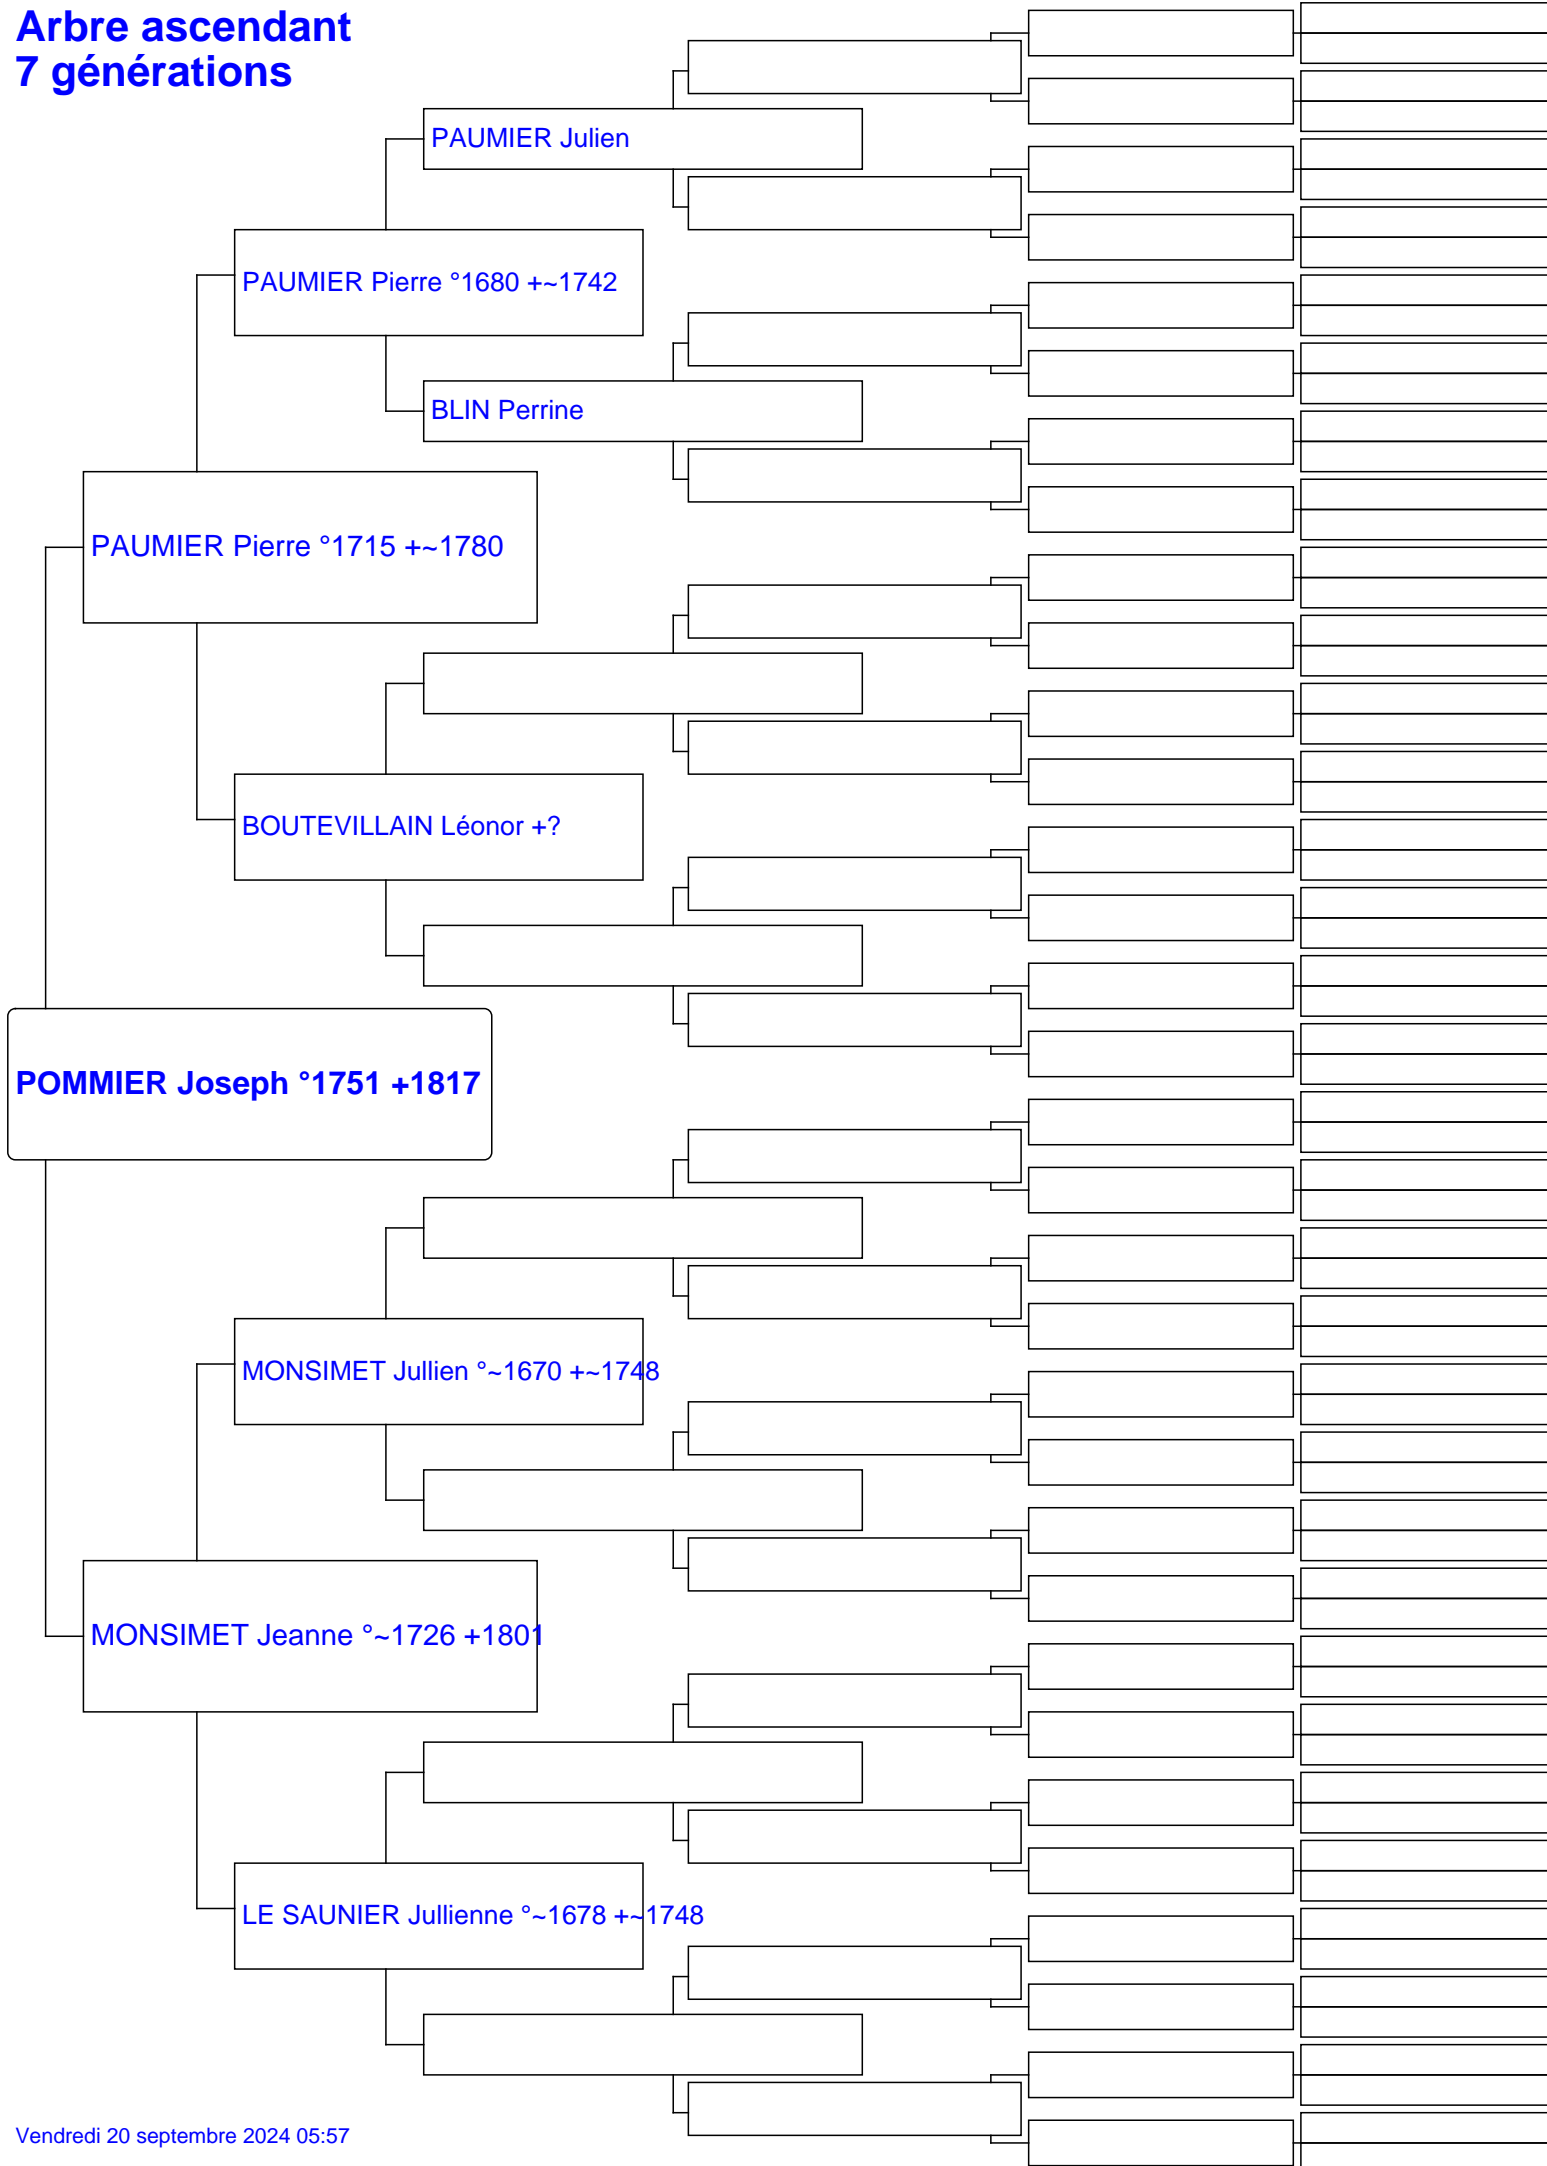 Arbre ascendant
7 générations
PAUMIER Julien
PAUMIER Pierre °1680 +~1742
BLIN Perrine
PAUMIER Pierre °1715 +~1780
BOUTEVILLAIN Léonor +?
POMMIER Joseph °1751 +1817
MONSIMET Jullien °~1670 +~1748
MONSIMET Jeanne °~1726 +1801
LE SAUNIER Jullienne °~1678 +~1748
Vendredi 20 septembre 2024 05:57